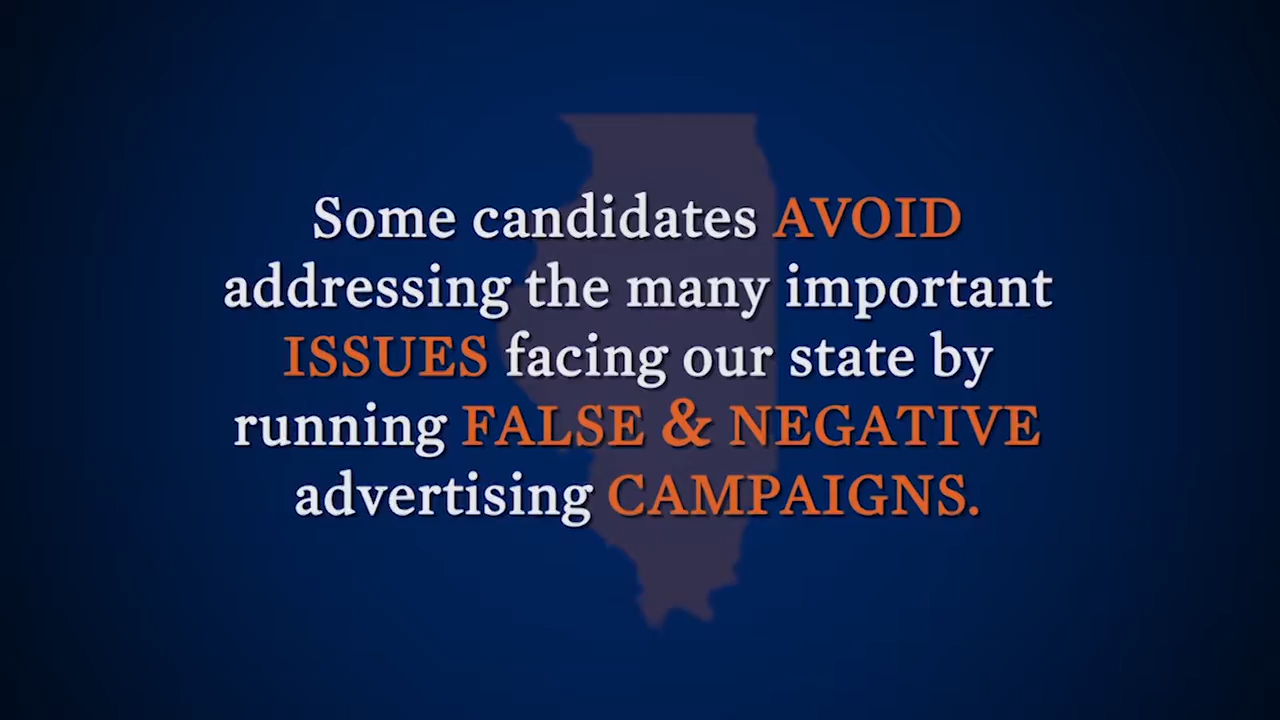 Some candidates AVOID
addressing the many important
ISSUES facing our state by
running FALSE & NEGATIVE
advertising CAMPAIGNS.